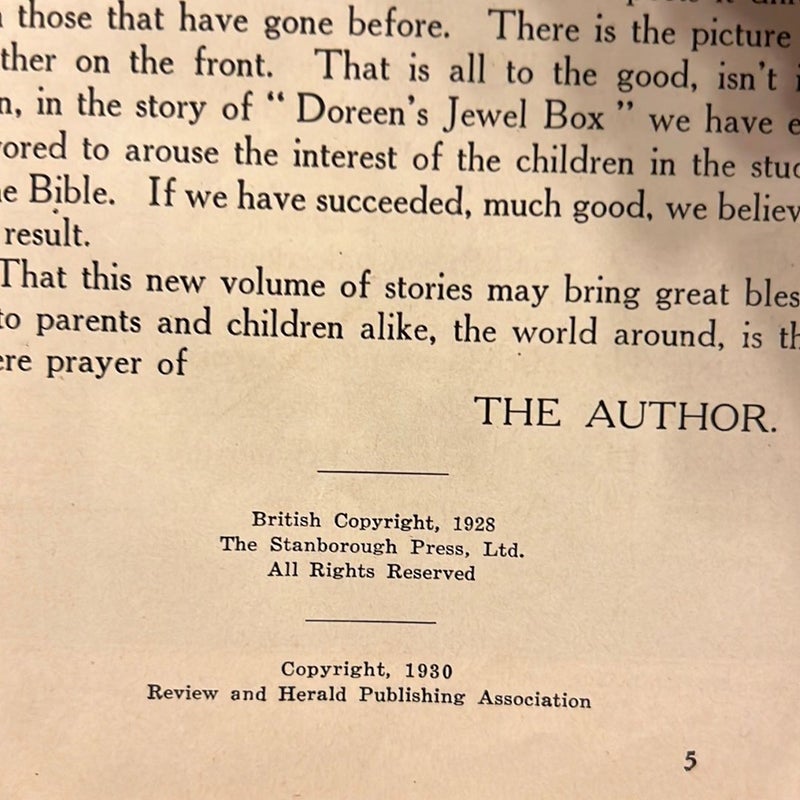 those that have gone before. There is the picture
ther on the front. That is all to the good, isn't i
n, in the story of “ Doreen's Jewel Box ” we have e
ored to arouse the interest of the children in the stud
e Bible. If we have succeeded, much good, we believ
result.
That this new volume of stories may bring great bles
to parents and children alike, the world around, is th
ere prayer of
THE AUTHOR.
British Copyright, 1928
The Stanborough Press, Ltd.
All Rights Reserved
Copyright, 1930
Review and Herald Publishing Association
5